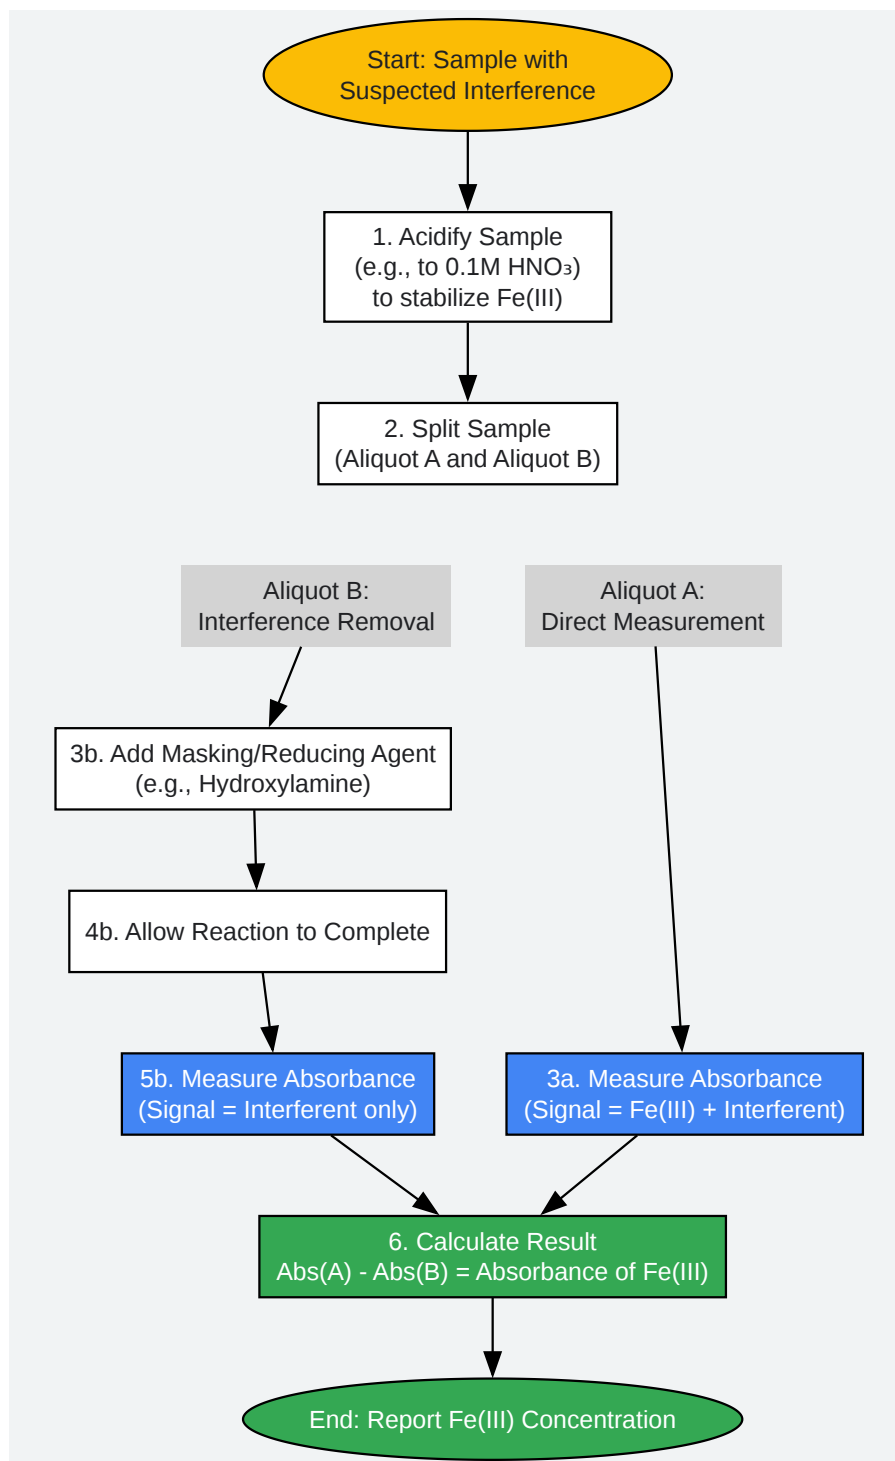 Start: Sample with
Suspected Interference
1. Acidify Sample
(e.g., to 0.1M HNO₃)
to stabilize Fe(III)
2. Split Sample
(Aliquot A and Aliquot B)
Aliquot B:
Interference Removal
Aliquot A:
Direct Measurement
3b. Add Masking/Reducing Agent
(e.g., Hydroxylamine)
4b. Allow Reaction to Complete
5b. Measure Absorbance
(Signal = Interferent only)
3a. Measure Absorbance
(Signal = Fe(III) + Interferent)
6. Calculate Result
Abs(A) - Abs(B) = Absorbance of Fe(III)
End: Report Fe(III) Concentration